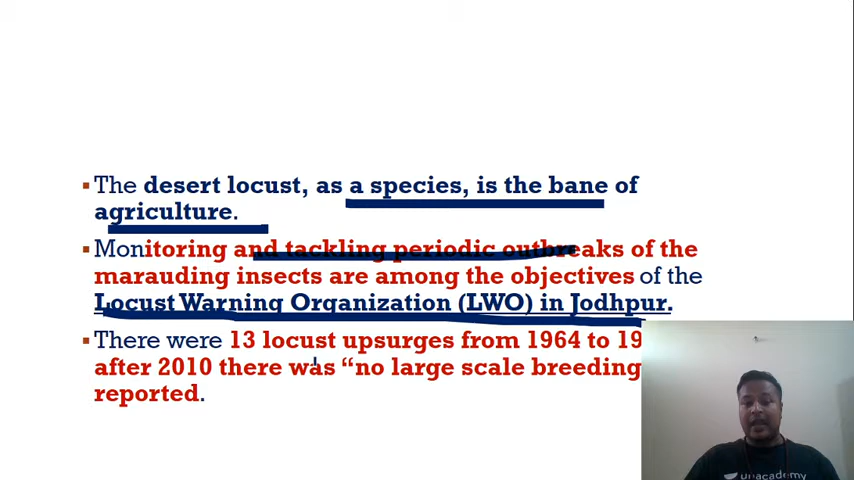 The desert locust, as a species, is the bane of
agriculture.
Monitoring and tackling periodic outbreaks of the
marauding insects are among the objectives of the
Locust Warning Organization (LWO) in Jodhpur.
There were 13 locust upsurges from 1964 to 19
after 2010 there was “no large scale breeding
reported.
unacademy